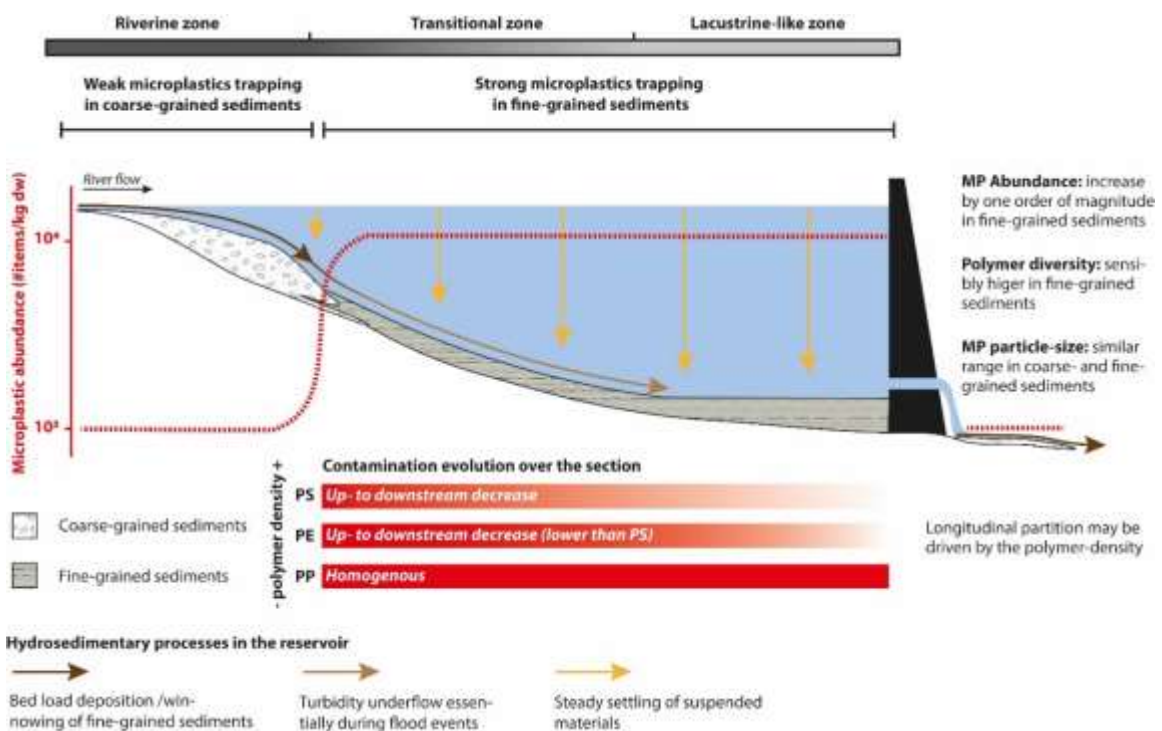 Riverine zone
Transitional zone
Lacustrine-like zone
Weak microplastics trapping
in coarse-grained sediments
Strong microplastics trapping
in fine-grained sediments
River flow
Microplastic abundance (#items/kg dw)
10⁴
10³
MP Abundance: increase
by one order of magnitude
in fine-grained sediments
Polymer diversity: sensi-
bly higer in fine-grained
sediments
MP particle-size: similar
range in coarse- and fine-
grained sediments
Contamination evolution over the section
- polymer density +
PS Up- to downstream decrease
PE Up- to downstream decrease (lower than PS)
PP Homogenous
Coarse-grained sediments
Fine-grained sediments
Longitudinal partition may be
driven by the polymer-density
Hydrosedimentary processes in the reservoir
Bed load deposition /win-
nowing of fine-grained sediments
Turbidity underflow essen-
tially during flood events
Steady settling of suspended
materials